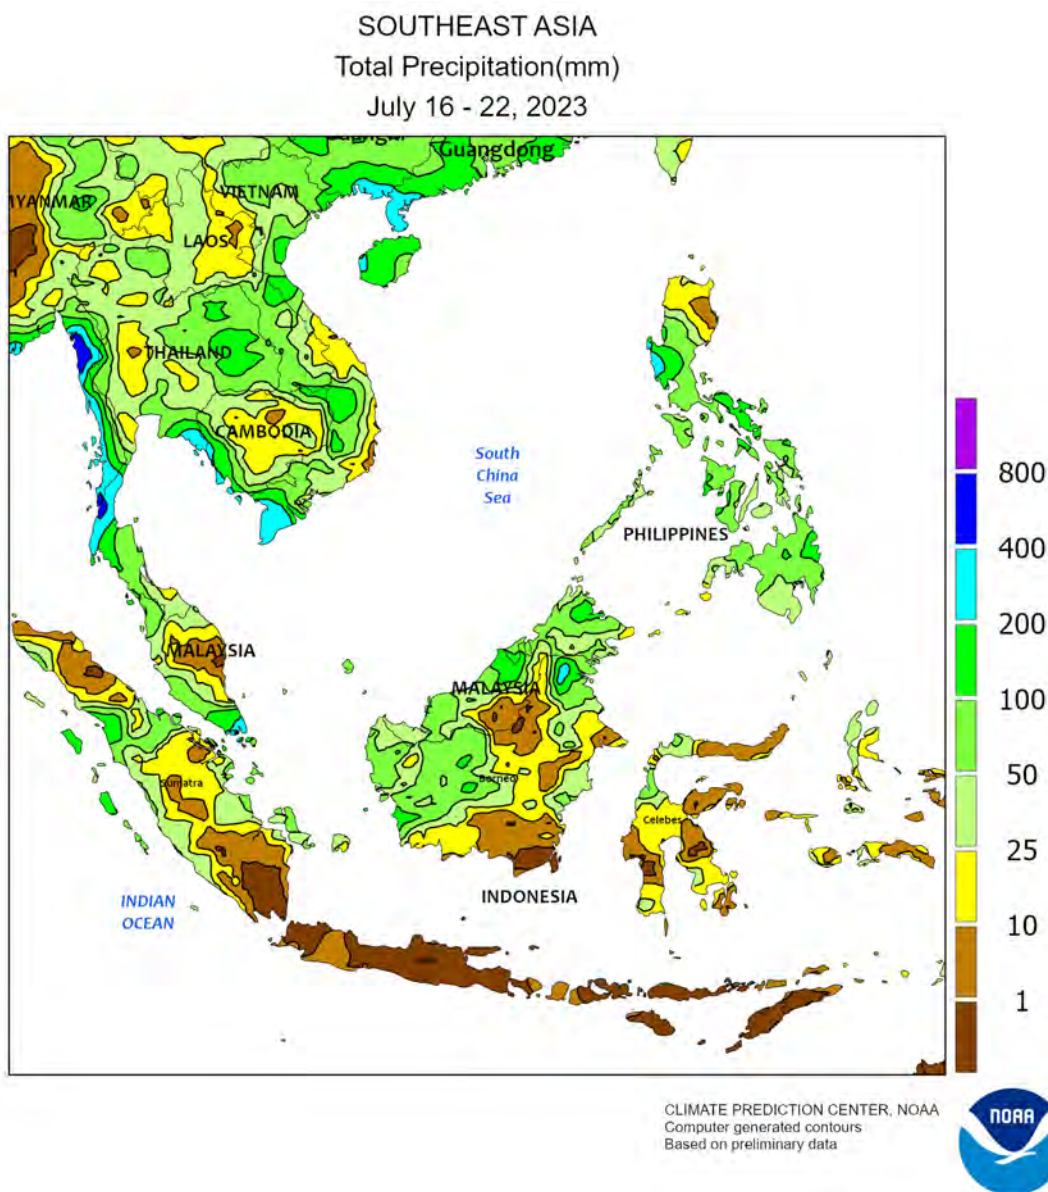 SOUTHEAST ASIA
Total Precipitation(mm)
July 16 - 22, 2023
Guangdong
MYANMAR
VIETNAM
LAOS
THAILAND
CAMBODIA
South
China
Sea
PHILIPPINES
MALAYSIA
MALAYSIA
Borneo
Sumatra
Celebes
INDONESIA
INDIAN
OCEAN
800
400
200
100
50
25
10
1
CLIMATE PREDICTION CENTER, NOAA
Computer generated contours
Based on preliminary data
NOAA